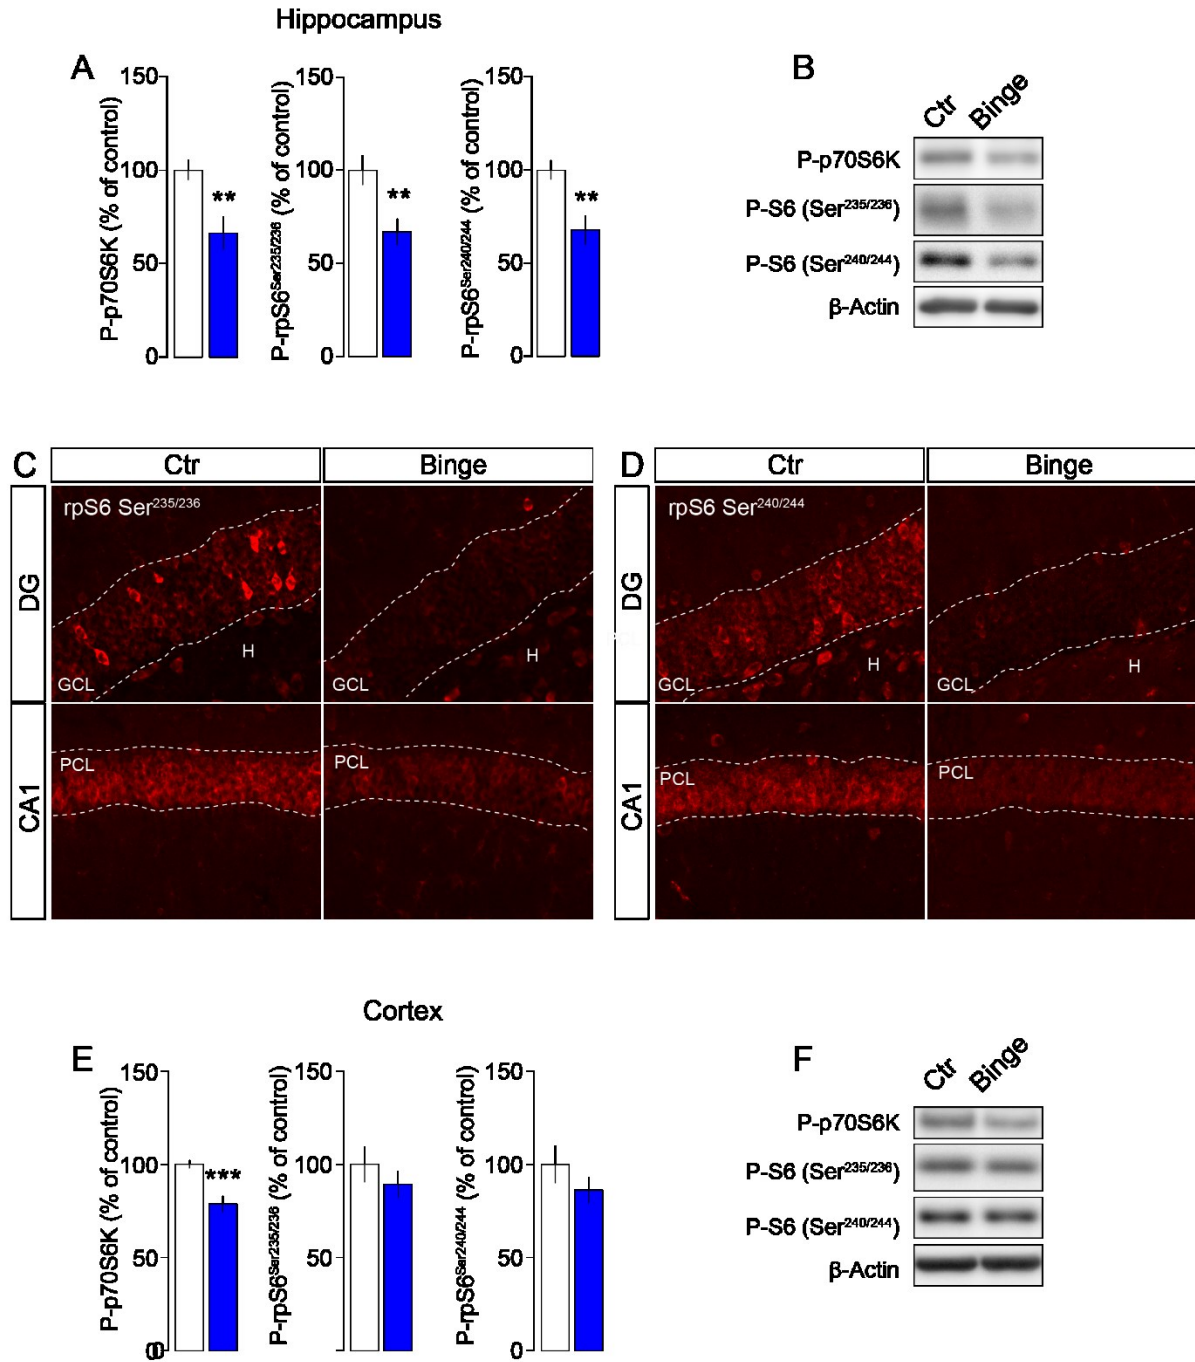 Hippocampus
A
P-p70S6K (% of control)
150
100
50
0
**
P-rpS6Ser235/236 (% of control)
150
100
50
0
**
P-rpS6Ser240/244 (% of control)
150
100
50
0
**
B
Ctr Binge
P-p70S6K
P-S6 (Ser235/236)
P-S6 (Ser240/244)
β-Actin
C
Ctr
Binge
DG
rpS6 Ser235/236
H
GCL
H
GCL
CA1
PCL
PCL
D
Ctr
Binge
DG
rpS6 Ser240/244
H
GCL
H
GCL
CA1
PCL
PCL
Cortex
E
P-p70S6K (% of control)
150
100
50
0
***
P-rpS6Ser235/236 (% of control)
150
100
50
P-rpS6Ser240/244 (% of control)
150
100
50
0
F
Ctr Binge
P-p70S6K
P-S6 (Ser235/236)
P-S6 (Ser240/244)
β-Actin